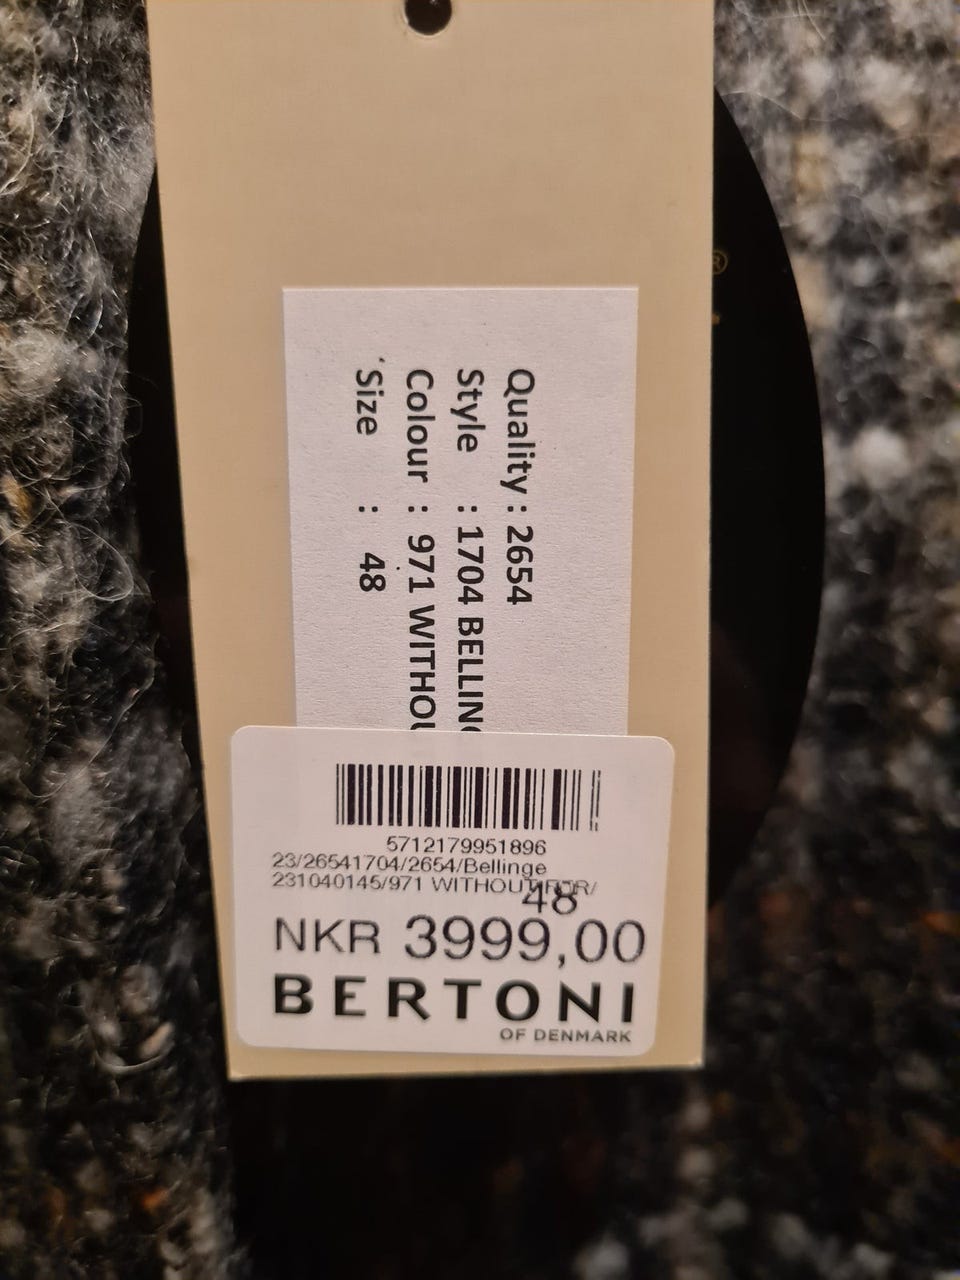 Quality : 2654
Style : 1704 BELLING
Colour : 971 WITHOU
Size : 48
5712179951896
23/26541704/2654/Bellinge
231040145/971 WITHOUT FUR/
48
NKR 3999,00
BERTONI
OF DENMARK
®